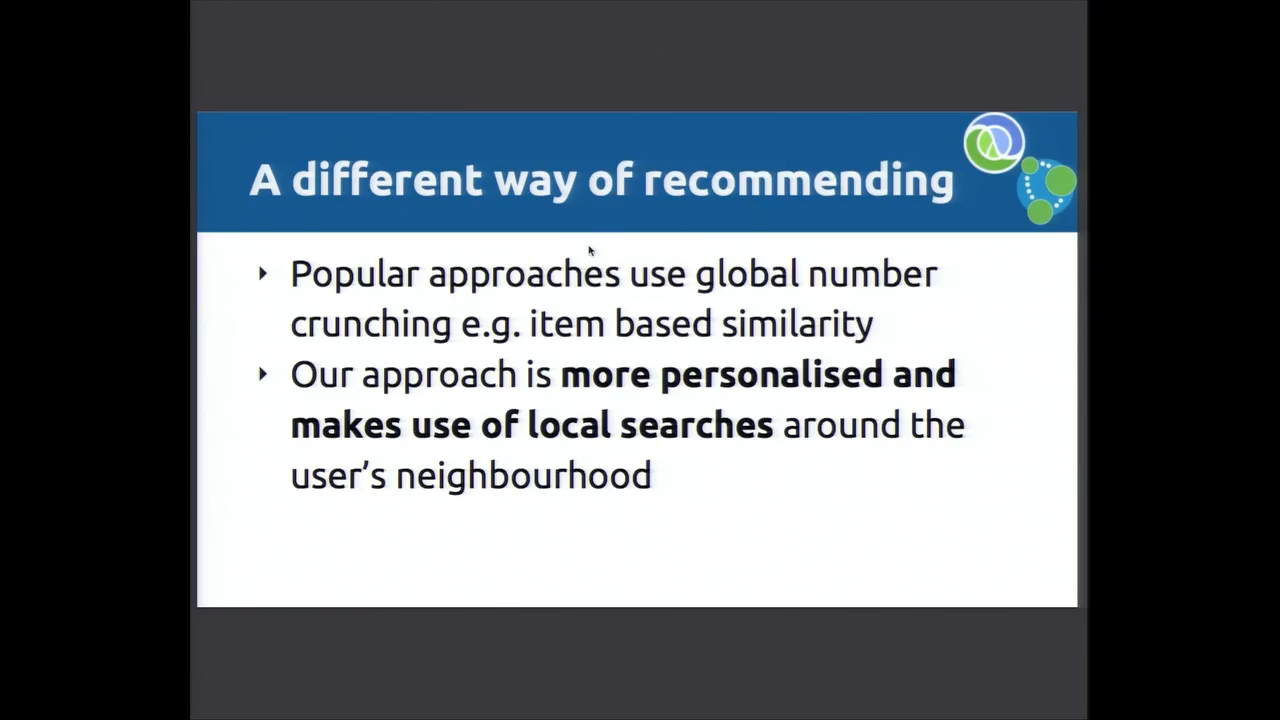 A different way of recommending
Popular approaches use global number
crunching e.g. item based similarity
Our approach is more personalised and
makes use of local searches around the
user’s neighbourhood